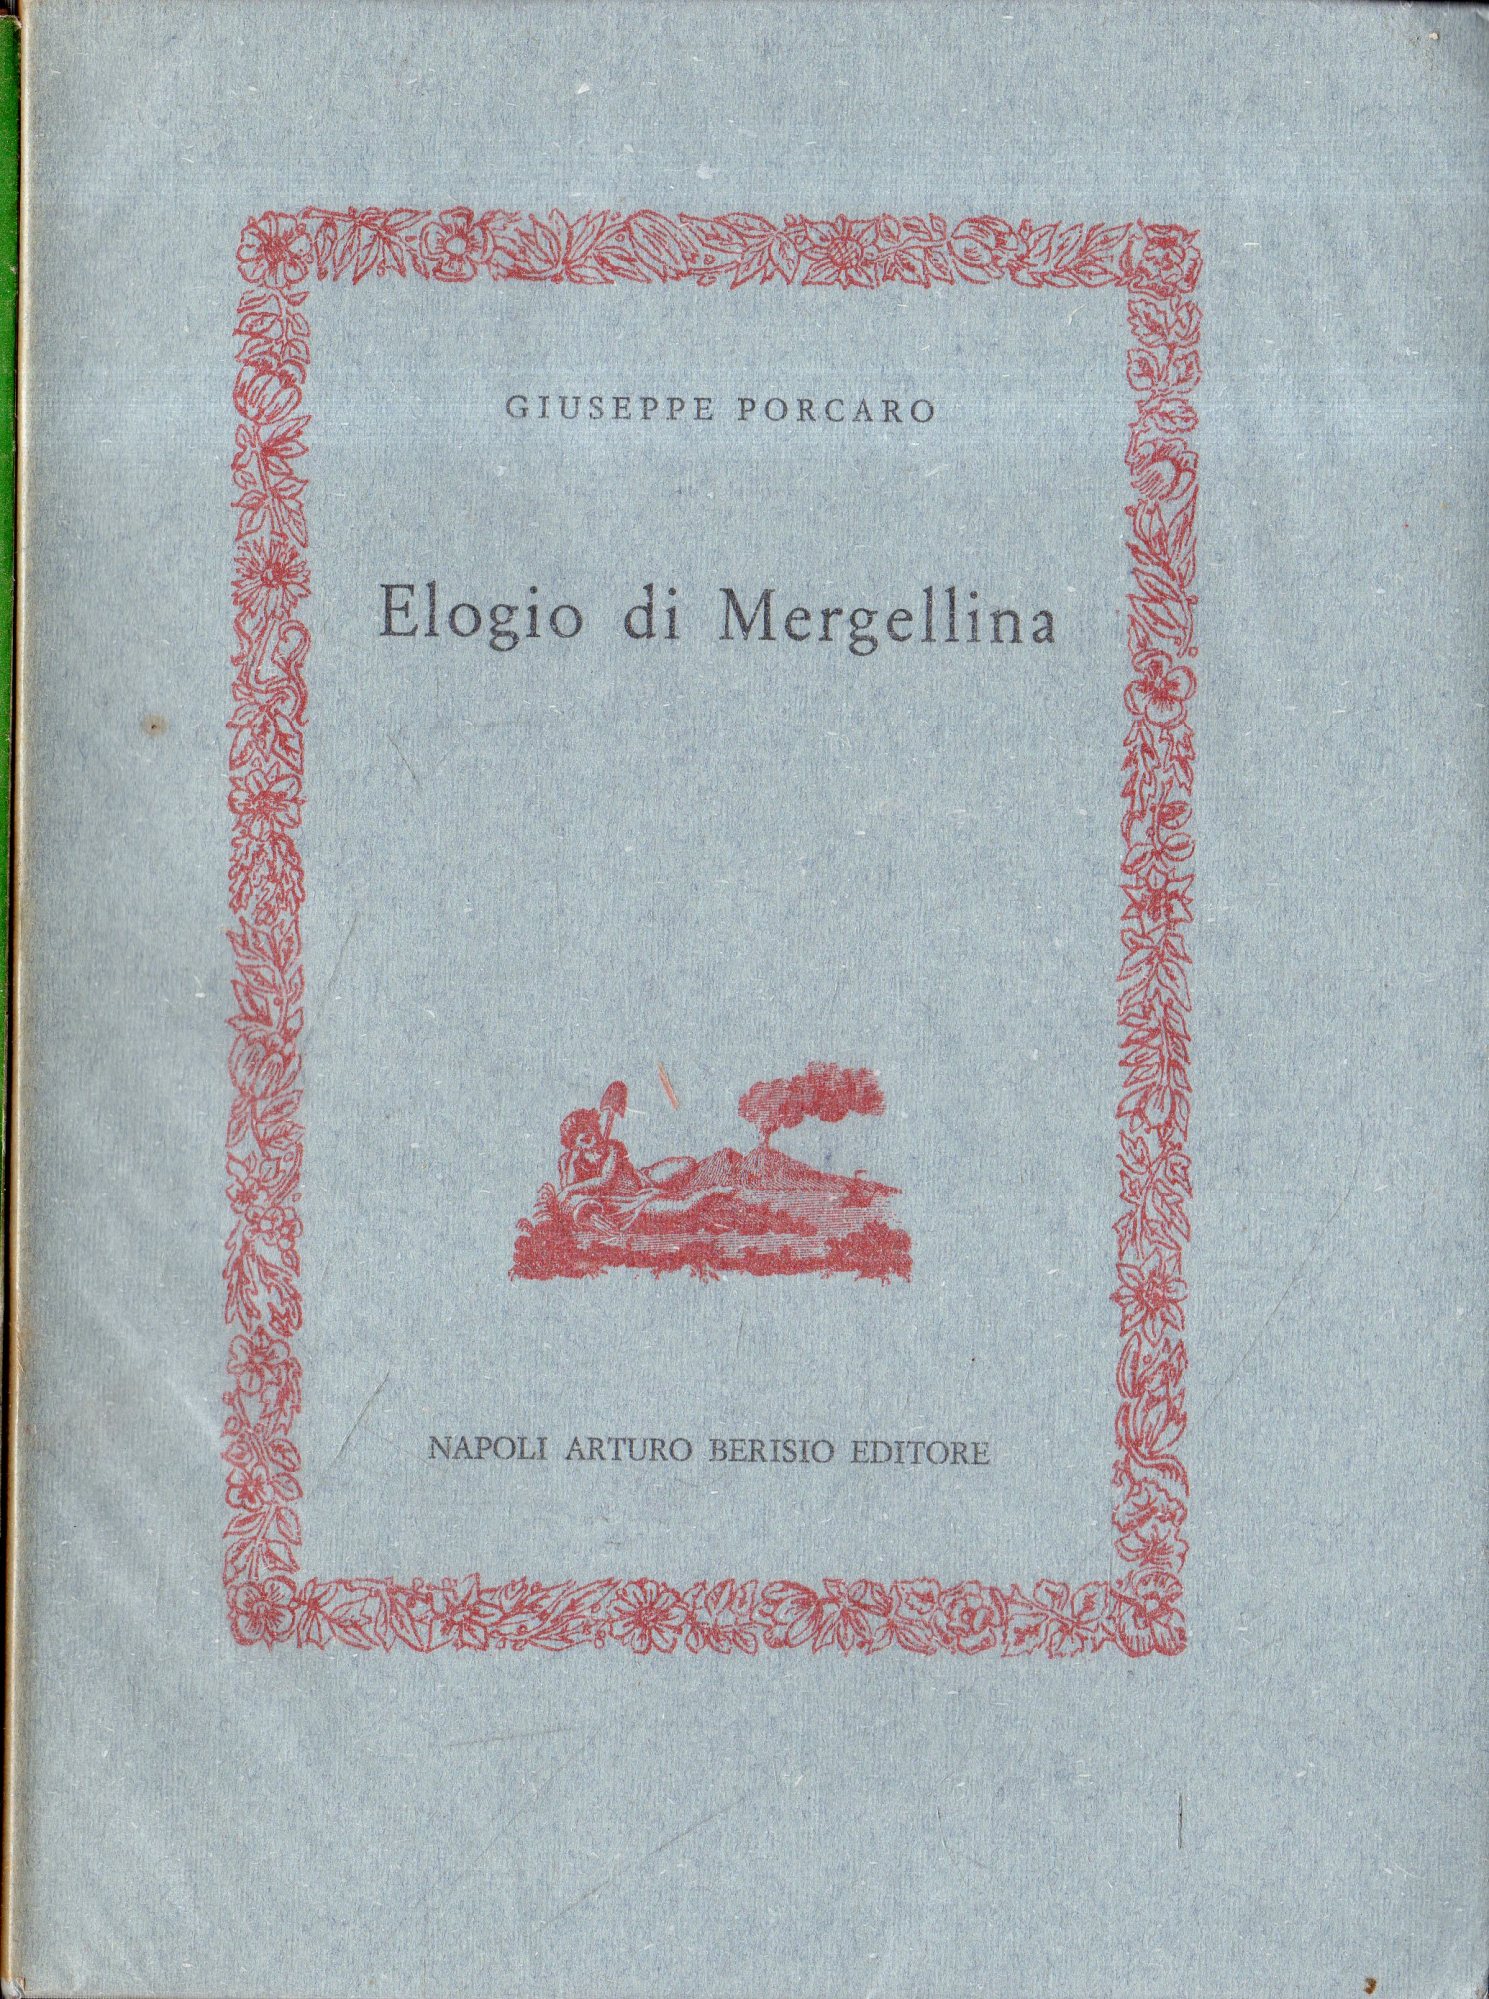 GIUSEPPE PORCARO
Elogio di Mergellina
NAPOLI ARTURO BERISIO EDITORE